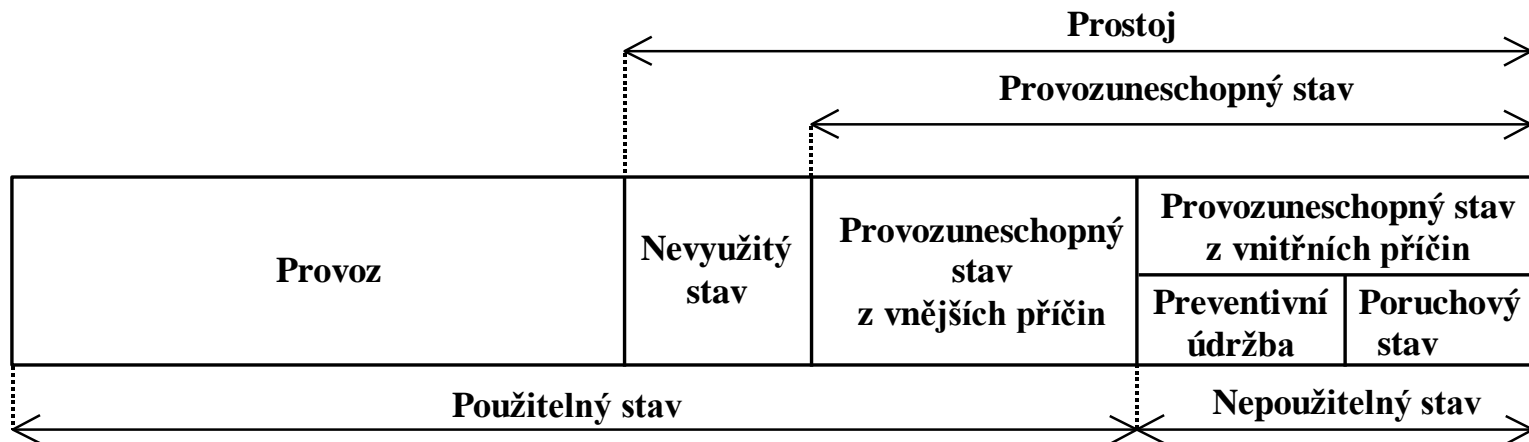 Prostoj
Provozuneschopný stav
Provoz
Nevyužitý
stav
Provozuneschopný
stav
z vnějších příčin
Provozuneschopný stav
z vnitřních příčin
Preventivní
údržba
Poruchový
stav
Použitelný stav
Nepoužitelný stav